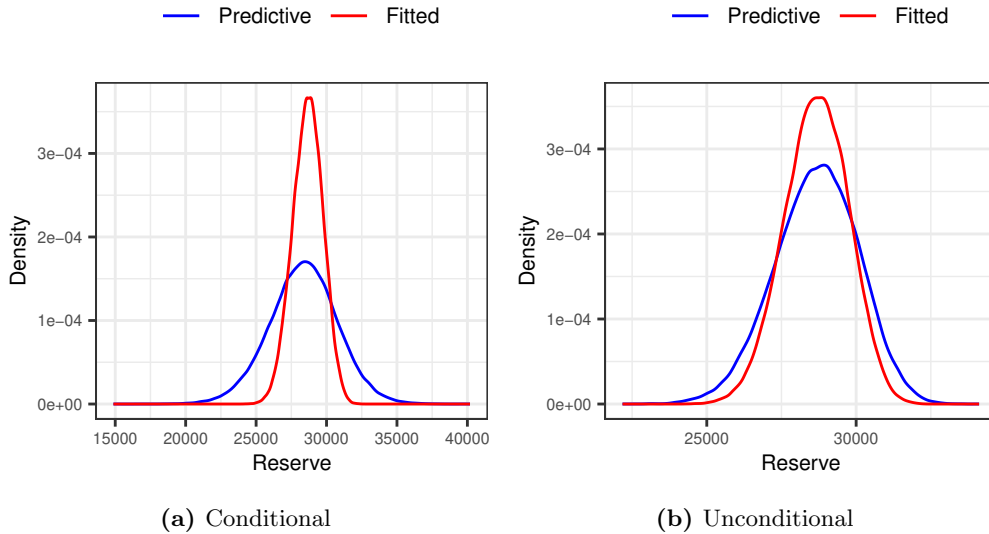 Predictive Fitted
Density
3e−04
2e−04
1e−04
0e+00
15000 20000 25000 30000 35000 40000
Reserve
(a) Conditional
Predictive Fitted
Density
3e−04
2e−04
1e−04
0e+00
25000 30000
Reserve
(b) Unconditional